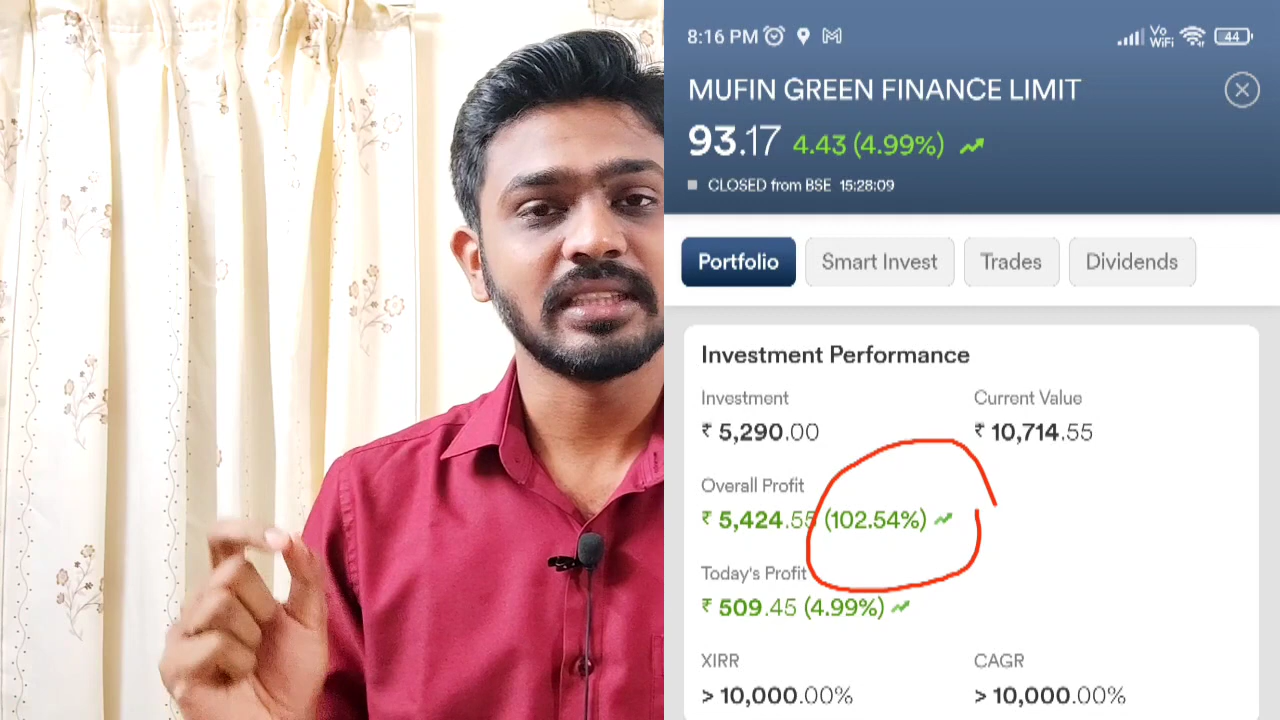 8:16 PM Vo WiFi 44
MUFIN GREEN FINANCE LIMIT
93.17 4.43 (4.99%)
CLOSED from BSE 15:28:09
Portfolio Smart Invest Trades Dividends
Investment Performance
Investment Current Value
₹ 5,290.00 ₹ 10,714.55
Overall Profit
₹ 5,424.55 (102.54%)
Today's Profit
₹ 509.45 (4.99%)
XIRR CAGR
> 10,000.00% > 10,000.00%